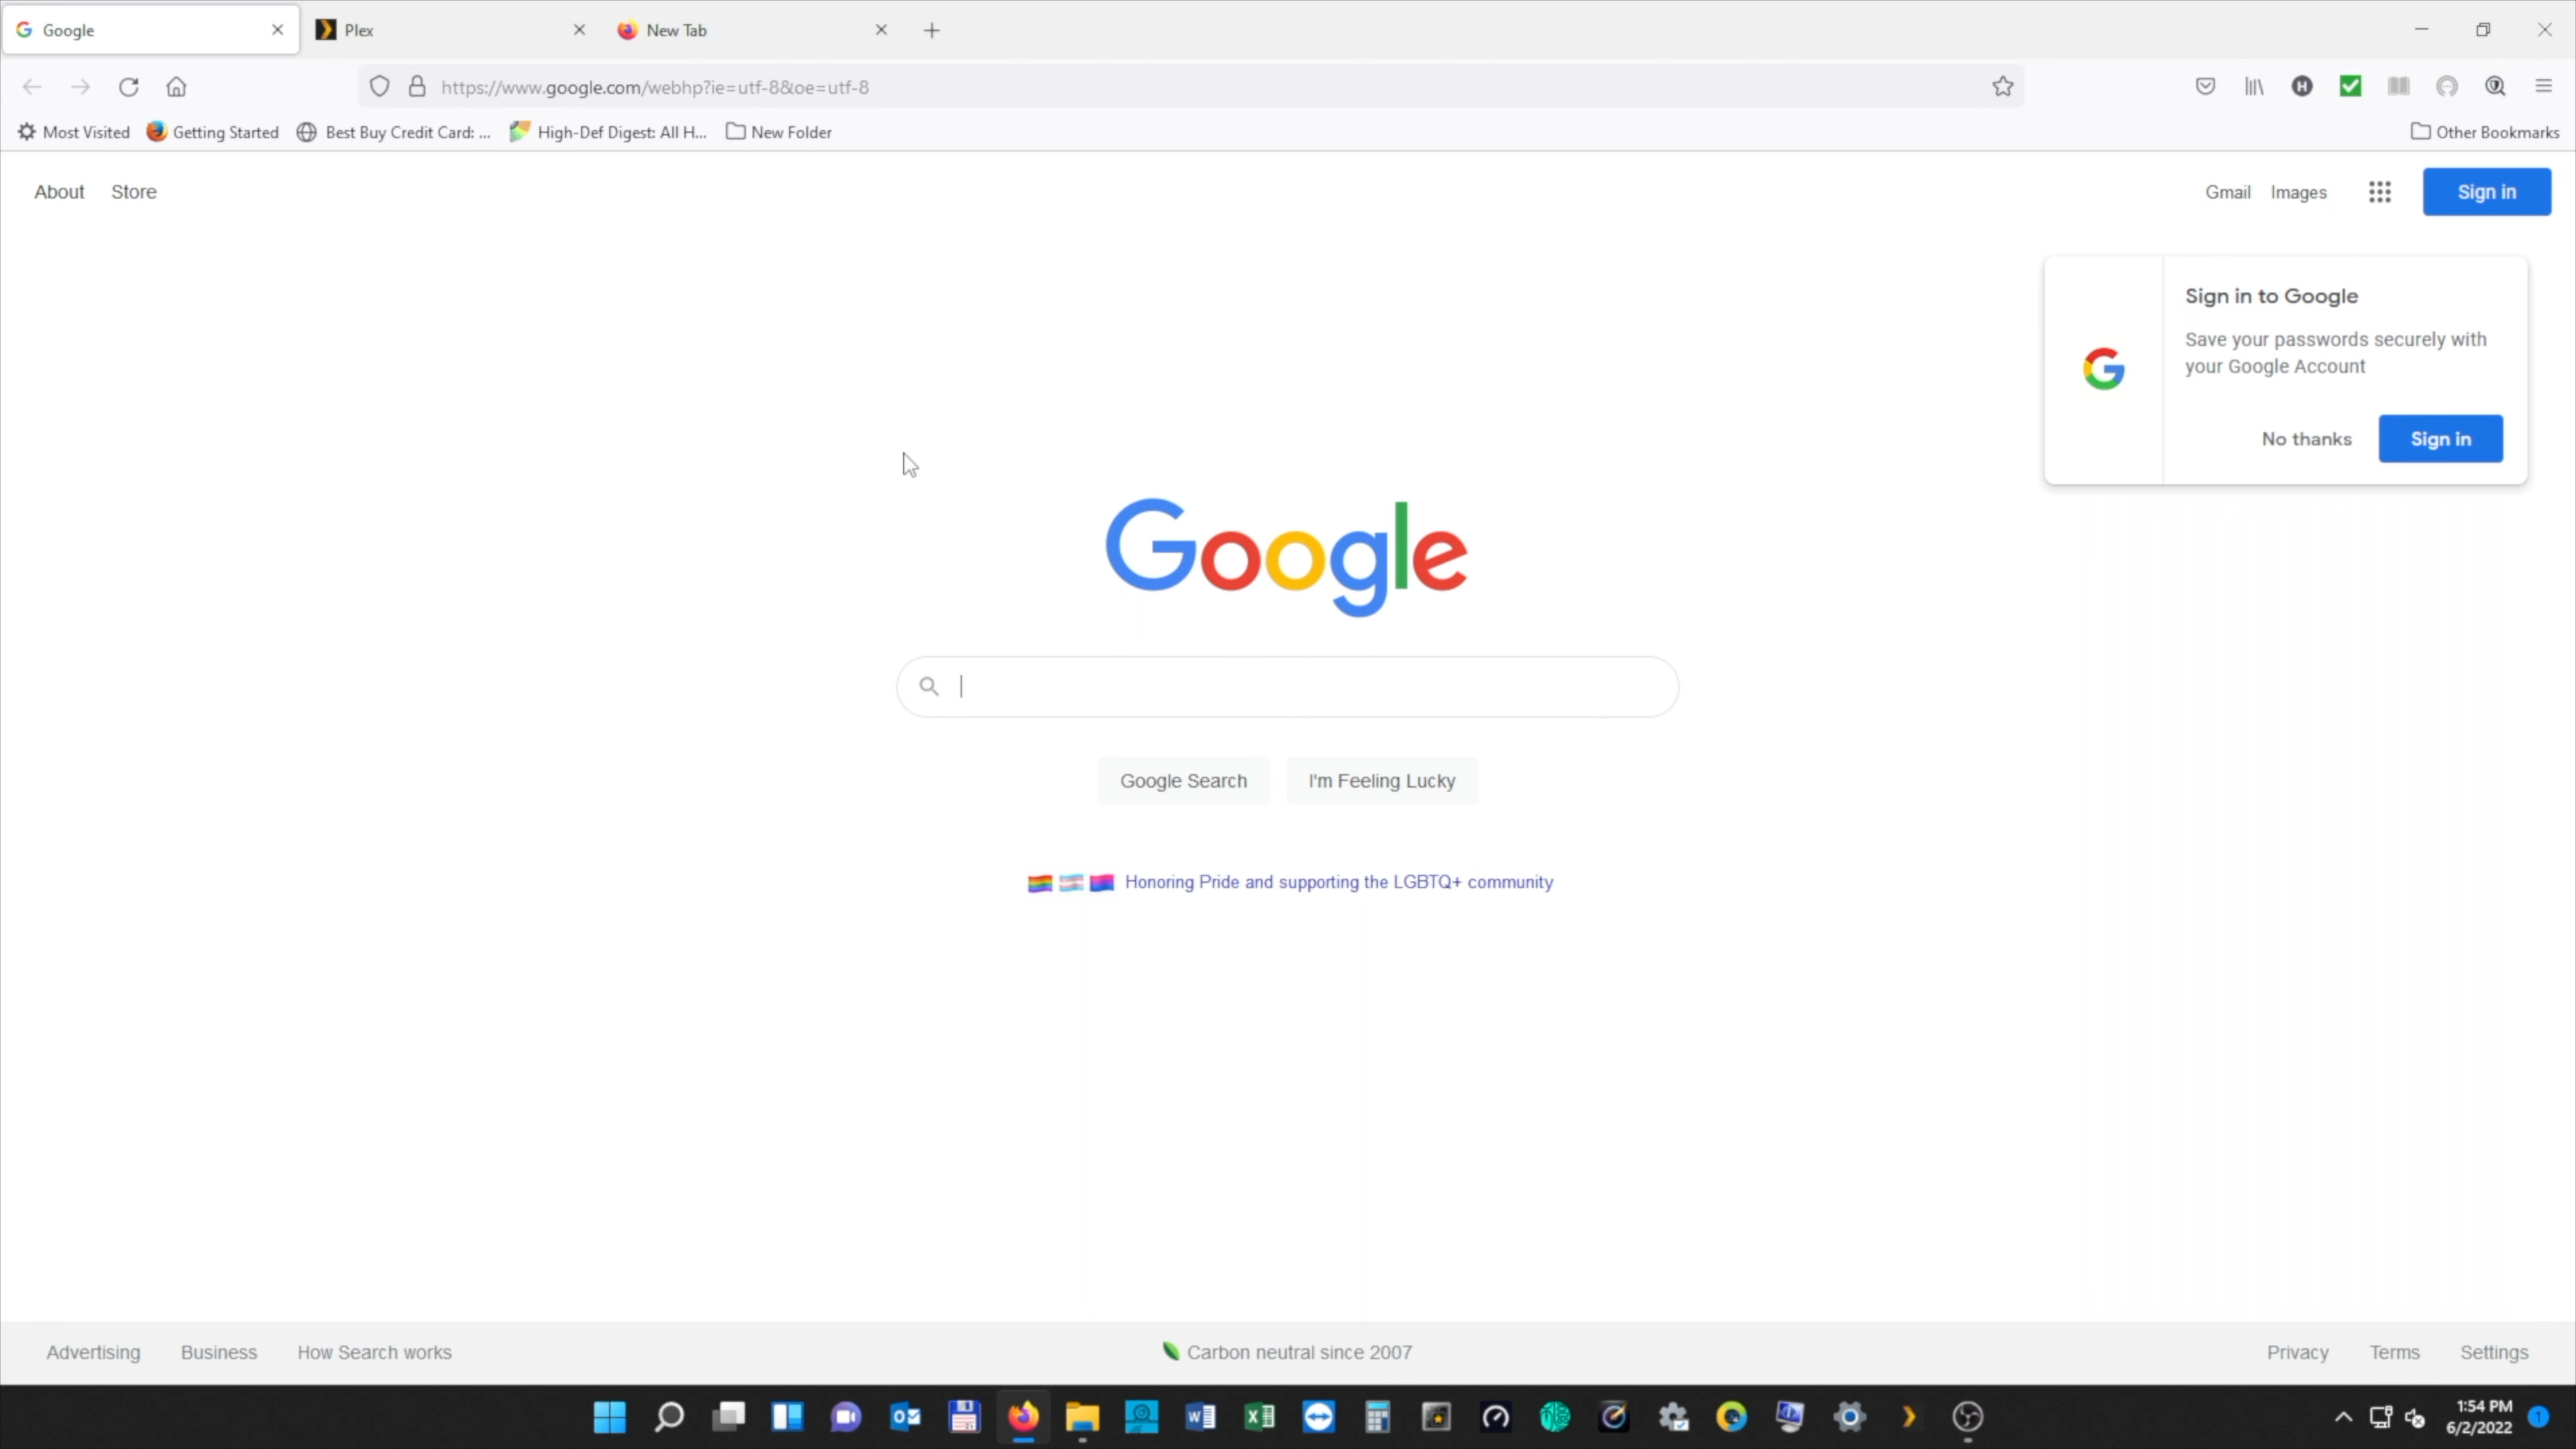 Google
Plex
New Tab
https://www.google.com/webhp?ie=utf-8&oe=utf-8
Most Visited
Getting Started
Best Buy Credit Card: ...
High-Def Digest: All H...
New Folder
Other Bookmarks
About
Store
Gmail
Images
Sign in
Sign in to Google
Save your passwords securely with
your Google Account
No thanks
Sign in
Google
Google Search
I'm Feeling Lucky
Honoring Pride and supporting the LGBTQ+ community
Advertising
Business
How Search works
Carbon neutral since 2007
Privacy
Terms
Settings
1:54 PM
6/2/2022
1